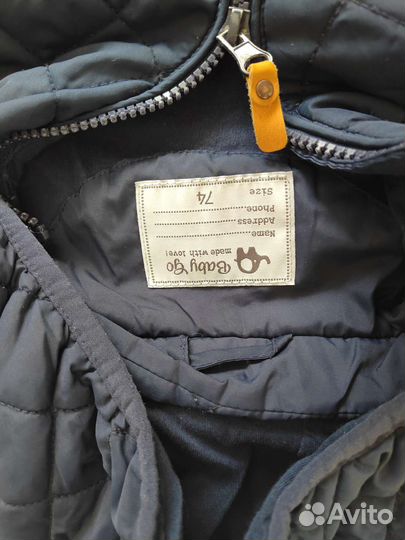 Baby Go
made with love!
Name
Address
Phone
Size 74
Avito